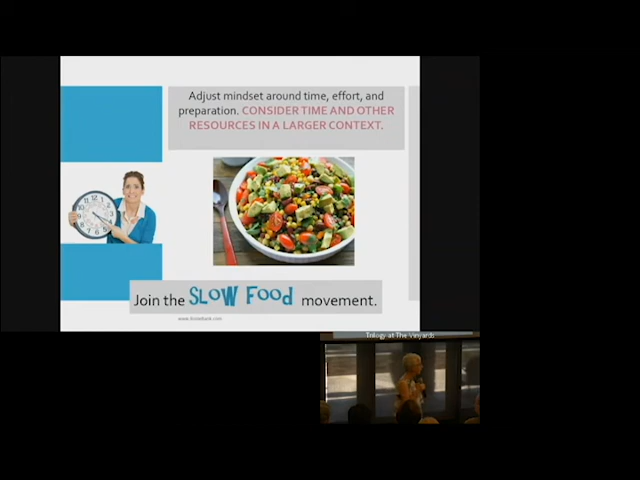 Adjust mindset around time, effort, and
preparation. CONSIDER TIME AND OTHER
RESOURCES IN A LARGER CONTEXT.
Join the SLOW FOOD movement.
Trilogy at The Vinyards